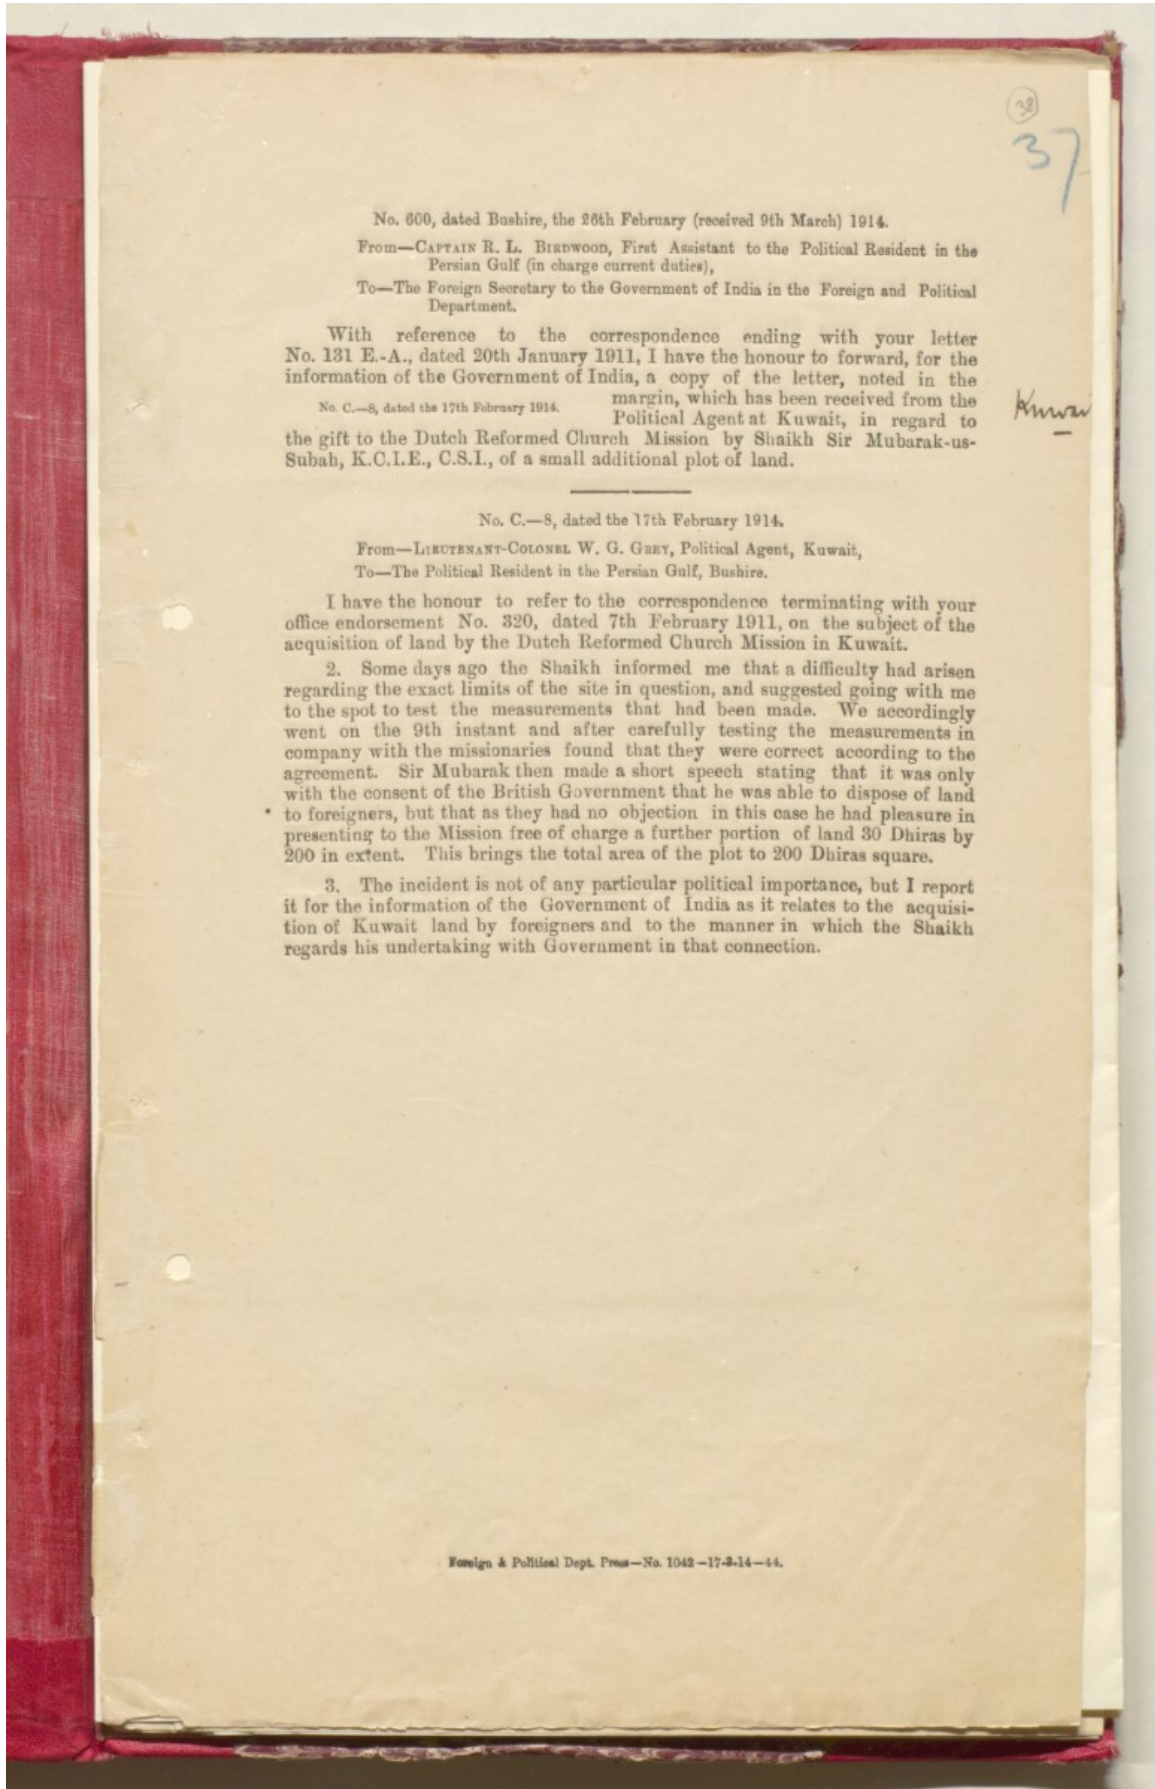 38
37
No. 600, dated Bushire, the 26th February (received 9th March) 1914.
From—CAPTAIN R. L. BIRDWOOD, First Assistant to the Political Resident in the
Persian Gulf (in charge current duties),
To—The Foreign Secretary to the Government of India in the Foreign and Political
Department.
With reference to the correspondence ending with your letter
No. 131 E.-A., dated 20th January 1911, I have the honour to forward, for the
information of the Government of India, a copy of the letter, noted in the
No. C.—8, dated the 17th February 1914.
margin, which has been received from the
Political Agent at Kuwait, in regard to
the gift to the Dutch Reformed Church Mission by Shaikh Sir Mubarak-us-
Subah, K.C.I.E., C.S.I., of a small additional plot of land.
Kuwai
No. C.—8, dated the 17th February 1914.
From—LIEUTENANT-COLONEL W. G. GREY, Political Agent, Kuwait,
To—The Political Resident in the Persian Gulf, Bushire.
I have the honour to refer to the correspondence terminating with your
office endorsement No. 320, dated 7th February 1911, on the subject of the
acquisition of land by the Dutch Reformed Church Mission in Kuwait.
2. Some days ago the Shaikh informed me that a difficulty had arisen
regarding the exact limits of the site in question, and suggested going with me
to the spot to test the measurements that had been made. We accordingly
went on the 9th instant and after carefully testing the measurements in
company with the missionaries found that they were correct according to the
agreement. Sir Mubarak then made a short speech stating that it was only
with the consent of the British Government that he was able to dispose of land
to foreigners, but that as they had no objection in this case he had pleasure in
presenting to the Mission free of charge a further portion of land 30 Dhiras by
200 in extent. This brings the total area of the plot to 200 Dhiras square.
3. The incident is not of any particular political importance, but I report
it for the information of the Government of India as it relates to the acquisi-
tion of Kuwait land by foreigners and to the manner in which the Shaikh
regards his undertaking with Government in that connection.
Foreign & Political Dept. Press—No. 1042—17-3-14—44.